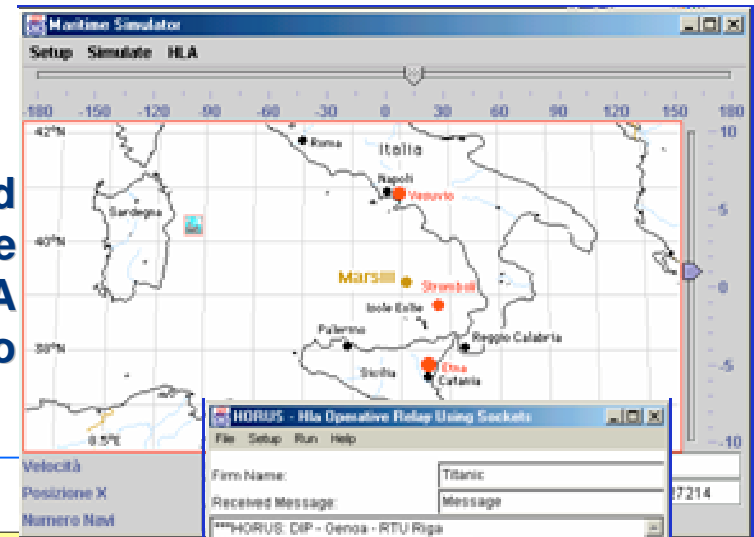 Maritime Simulator
Setup Simulate HLA
-180 -150 -120 -90 -60 -30 0 30 60 90 120 150 180
42°N
Roma
Italia
10
Napoli
Vesuvio
Sardegna
5
40°N
Marsili
Stromboli
0
Isole Eolie
Palermo
Reggio Calabria
38°N
Etna
-5
Sicilia
Catania
-10
8.5°E
d
e
A
o
HORUS - Hla Operative Relay Using Sockets
File Setup Run Help
Velocità
Firm Name: Titanic
Posizione X
7214
Received Message: Message
Numero Navi
***HORUS: DIP - Genoa - RTU Riga